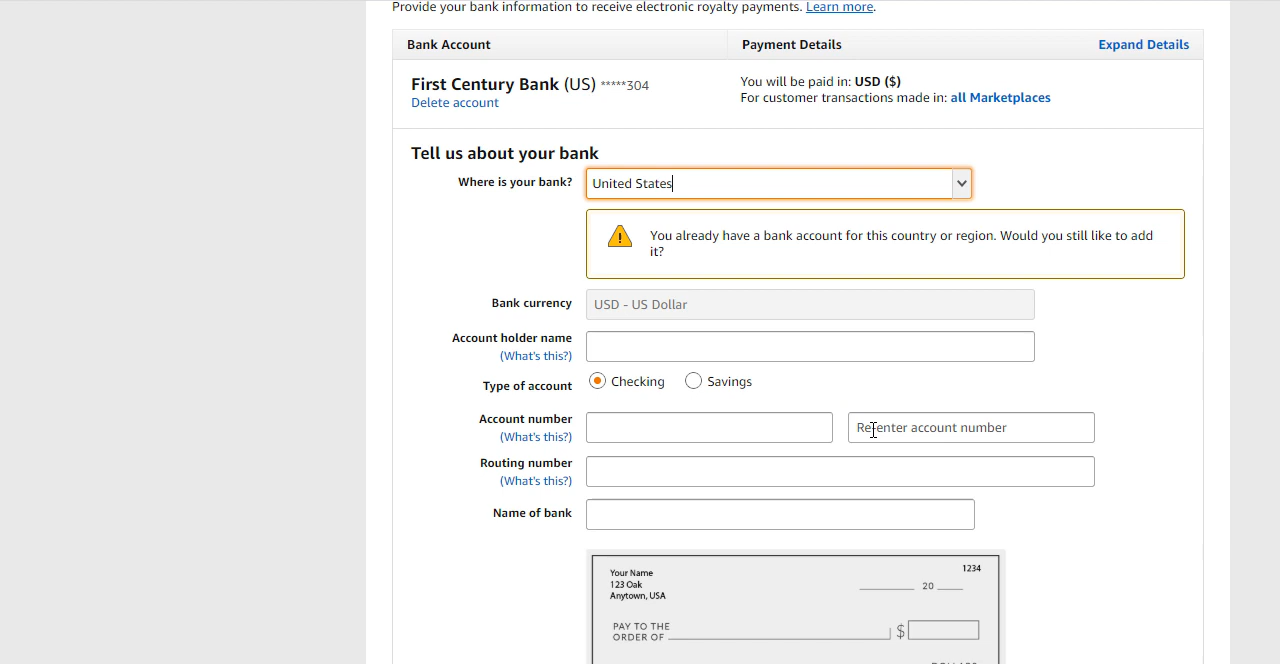 Provide your bank information to receive electronic royalty payments. Learn more.
Bank Account Payment Details Expand Details
First Century Bank (US) *****304
Delete account
You will be paid in: USD ($)
For customer transactions made in: all Marketplaces
Tell us about your bank
Where is your bank? United States
You already have a bank account for this country or region. Would you still like to add
it?
Bank currency USD - US Dollar
Account holder name
(What's this?)
Type of account Checking Savings
Account number Re-enter account number
(What's this?)
Routing number
(What's this?)
Name of bank
Your Name 1234
123 Oak 20
Anytown, USA
PAY TO THE
ORDER OF $